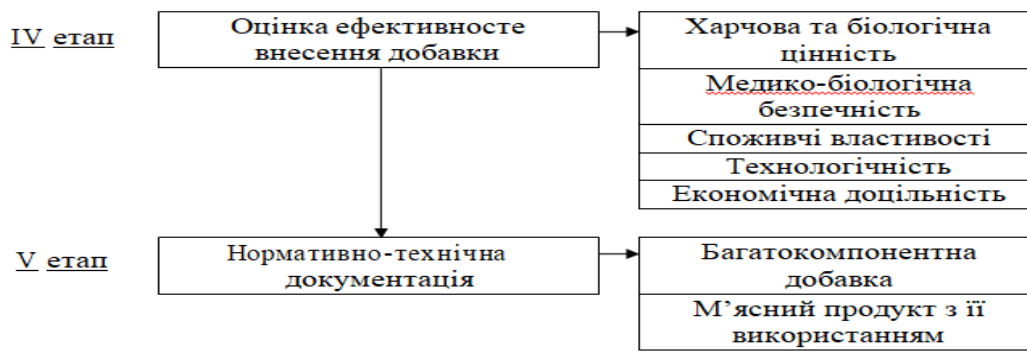 IV етап
Оцінка ефективносте
внесення добавки
Харчова та біологічна
цінність
Медико-біологічна
безпечність
Споживчі властивості
Технологічність
Економічна доцільність
V етап
Нормативно-технічна
документація
Багатокомпонентна
добавка
М’ясний продукт з її
використанням